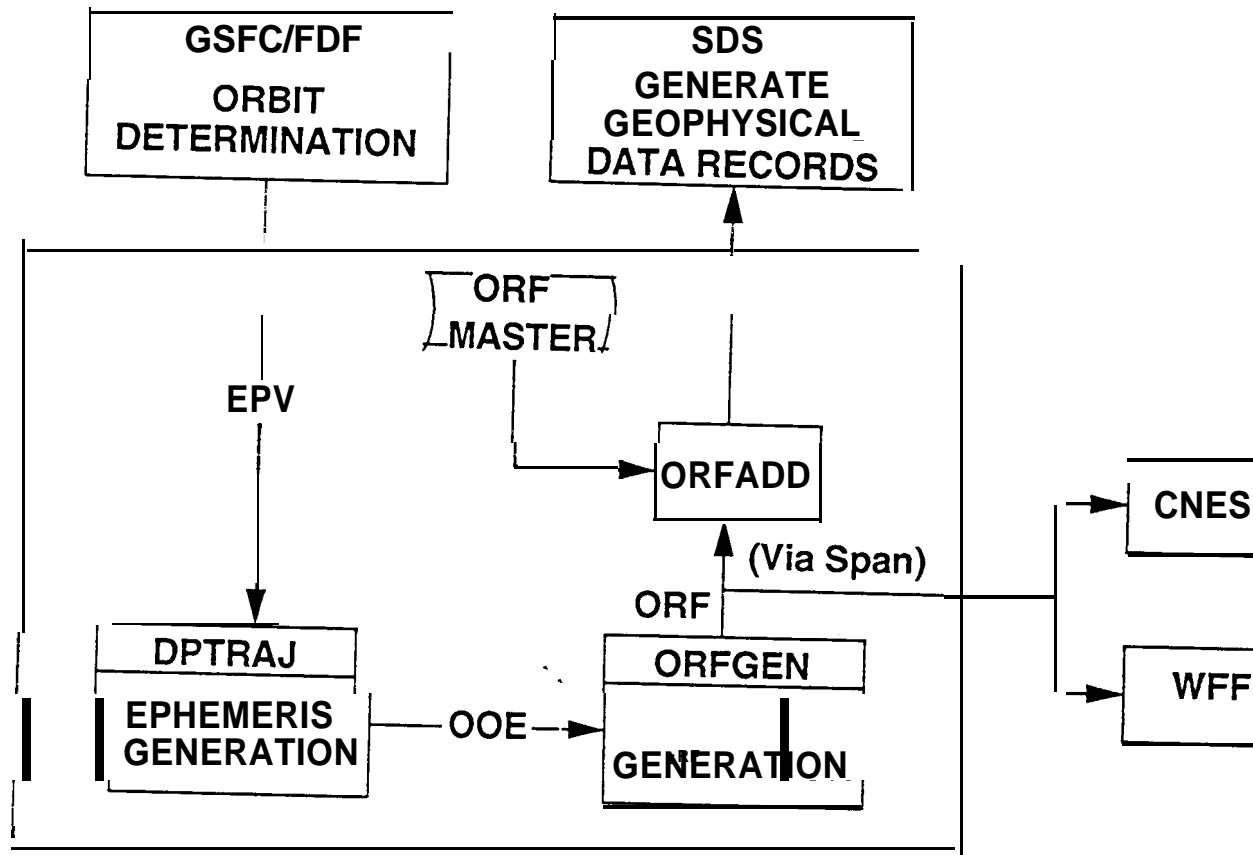 GSFC/FDF
ORBIT
DETERMINATION
SDS
GENERATE
GEOPHYSICAL
DATA RECORDS
ORF
MASTER
EPV
ORFADD
CNES
(Via Span)
ORF
DPTRAJ
ORFGEN
WFF
EPHEMERIS
GENERATION
OOE
GENERATION